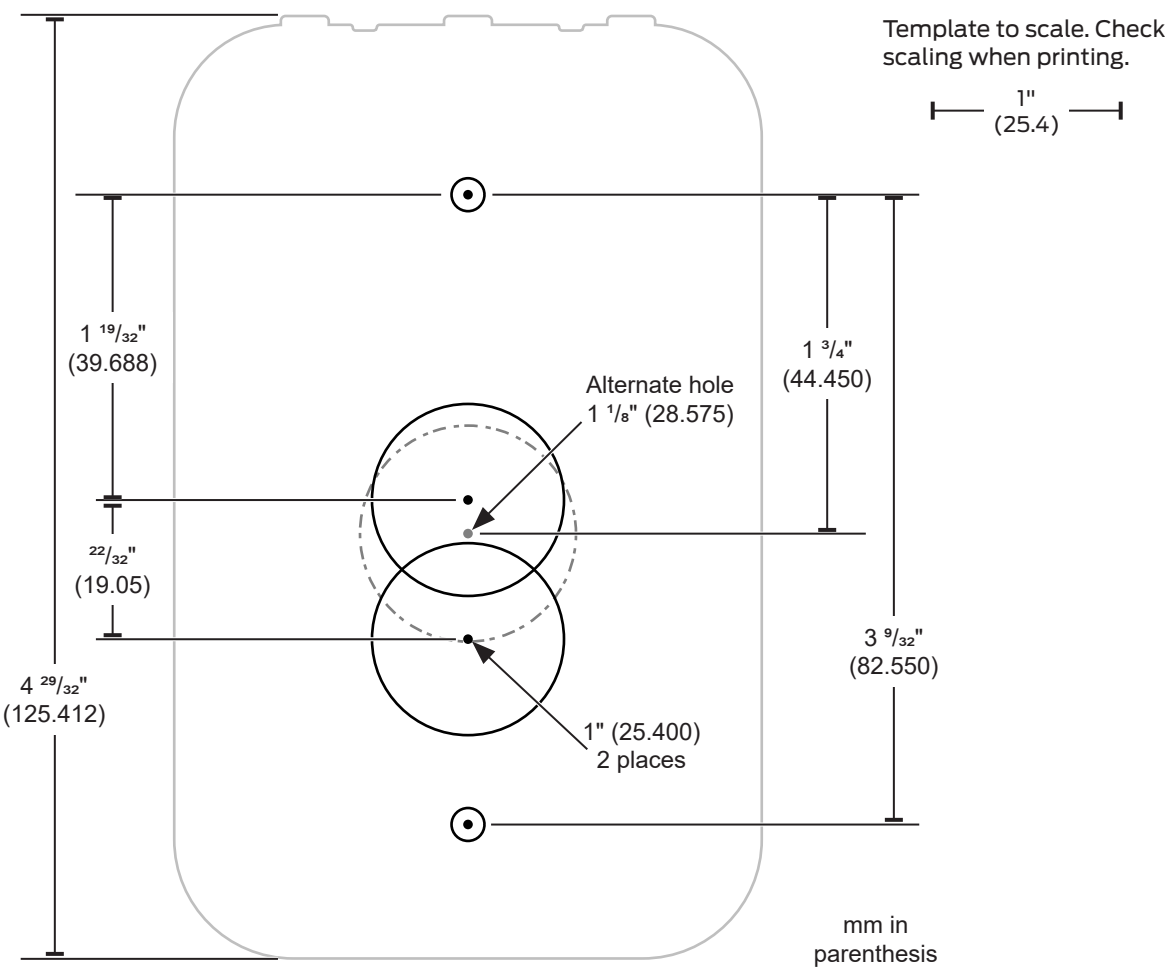 Template to scale. Check
scaling when printing.
1"
(25.4)
1 ¹⁹/₃₂"
(39.688)
1 ³/₄"
(44.450)
Alternate hole
1 ¹/₈" (28.575)
²²/₃₂"
(19.05)
3 ⁹/₃₂"
(82.550)
4 ²⁹/₃₂"
(125.412)
1" (25.400)
2 places
mm in
parenthesis